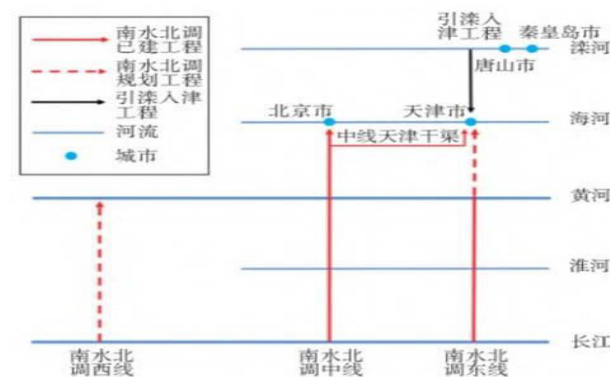 南水北调
已建工程
南水北调
规划工程
引滦入津
工程
河流
城市
引滦入
津工程
秦皇岛市
滦河
唐山市
北京市
天津市
海河
中线天津干渠
黄河
淮河
长江
南水北
调西线
南水北
调中线
南水北
调东线